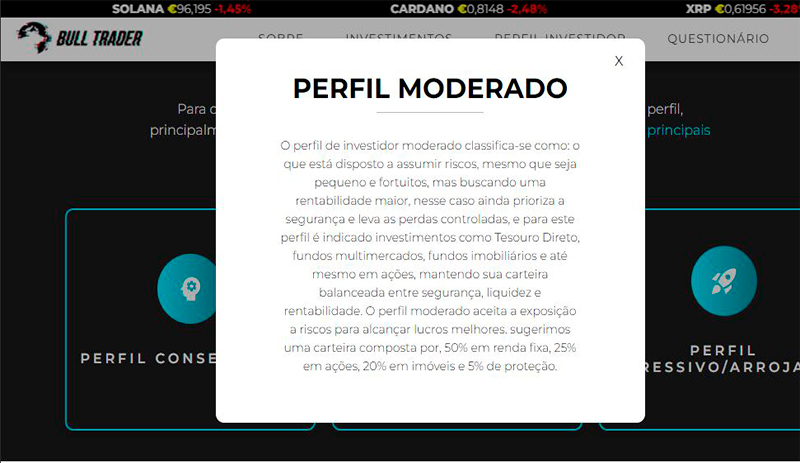 SOLANA €96,195 -1,45% CARDANO €0,8148 -2,48% XRP €0,61956 -3,28%
BULL TRADER SOBRE INVESTIMENTOS PERFIL INVESTIDOR QUESTIONÁRIO
X
PERFIL MODERADO
Para perfil,
principais
O perfil de investidor moderado classifica-se como: o
que está disposto a assumir riscos, mesmo que seja
pequeno e fortuitos, mas buscando uma
rentabilidade maior, nesse caso ainda prioriza a
segurança e leva as perdas controladas, e para este
perfil é indicado investimentos como Tesouro Direto,
fundos multimercados, fundos imobiliários e até
mesmo em ações, mantendo sua carteira
balanceada entre segurança, liquidez e
rentabilidade. O perfil moderado aceita a exposição
a riscos para alcançar lucros melhores. sugerimos
uma carteira composta por, 50% em renda fixa, 25%
em ações, 20% em imóveis e 5% de proteção.
PERFIL CONSE
PERFIL
RESSIVO/ARROJA